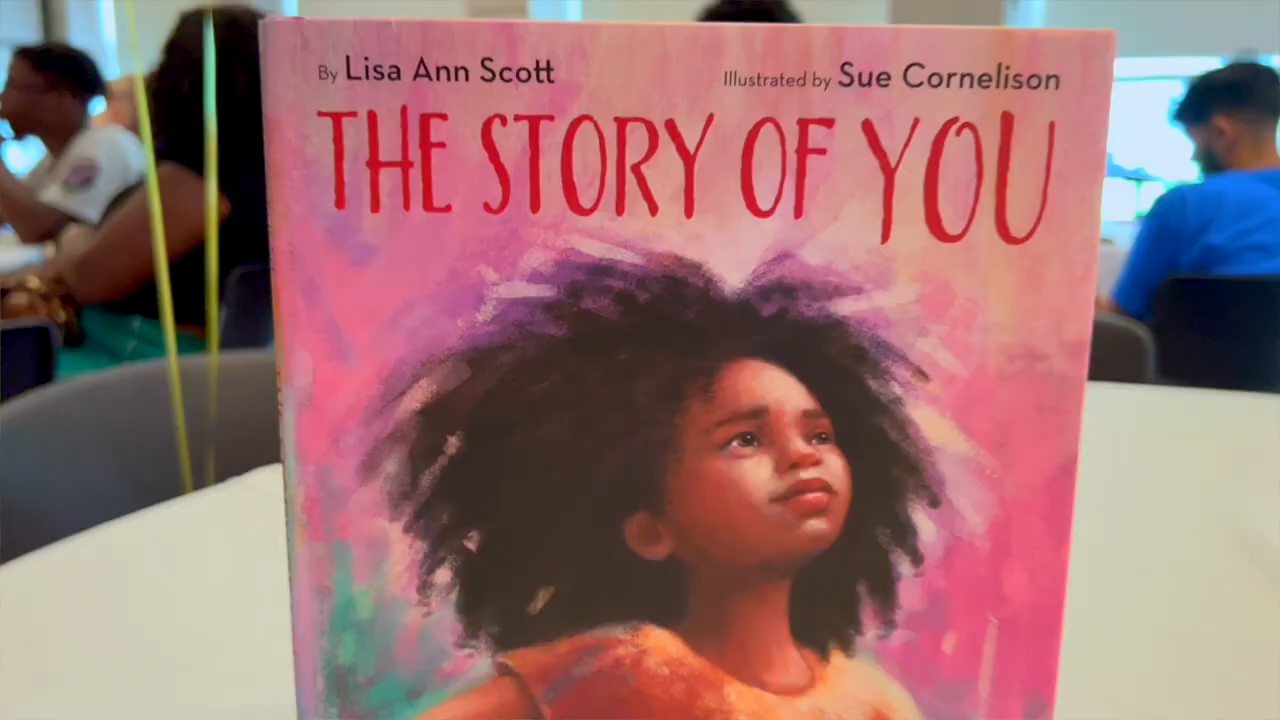 By Lisa Ann Scott
Illustrated by Sue Cornelison
THE STORY OF YOU